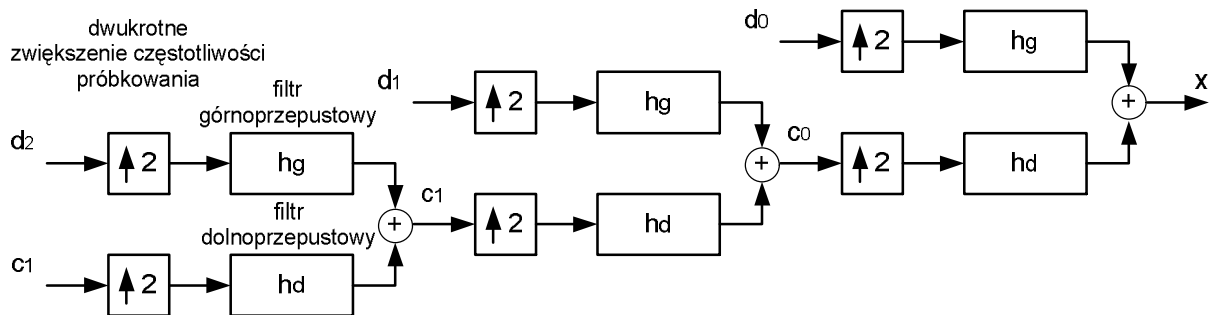 dwukrotne
zwiększenie częstotliwości
próbkowania
d2
2
filtr
górnoprzepustowy
hg
c1
2
filtr
dolnoprzepustowy
hd
+
c1
d1
2
hg
2
hd
+
c0
d0
2
hg
2
hd
+
x